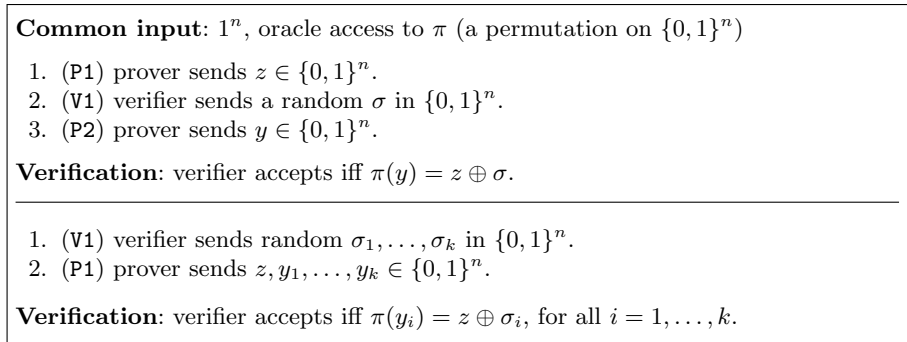 Common input: 1^n, oracle access to π (a permutation on {0, 1}^n)
1. (P1) prover sends z ∈ {0, 1}^n.
2. (V1) verifier sends a random σ in {0, 1}^n.
3. (P2) prover sends y ∈ {0, 1}^n.
Verification: verifier accepts iff π(y) = z ⊕ σ.
1. (V1) verifier sends random σ_1, . . . , σ_k in {0, 1}^n.
2. (P1) prover sends z, y_1, . . . , y_k ∈ {0, 1}^n.
Verification: verifier accepts iff π(y_i) = z ⊕ σ_i, for all i = 1, . . . , k.